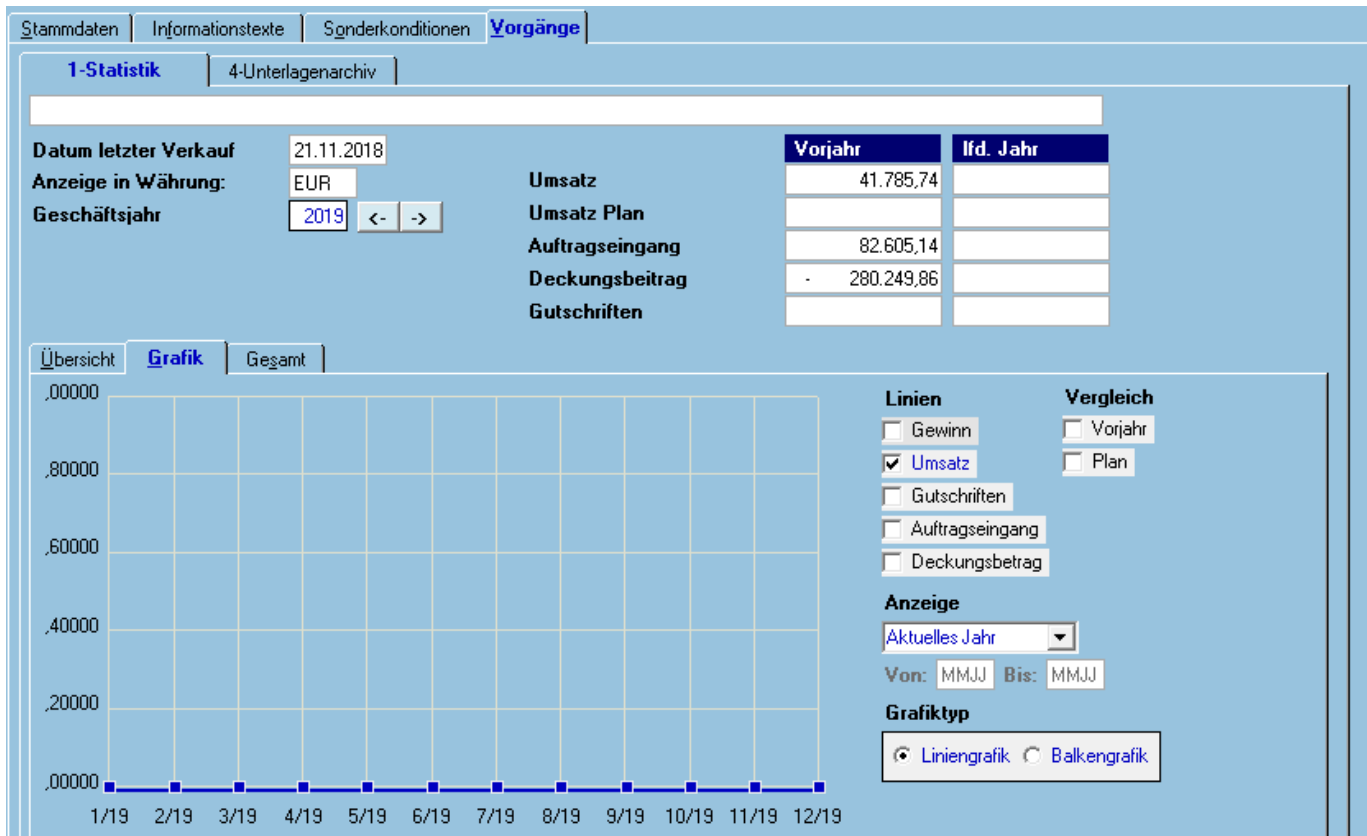 Stammdaten Informationstexte Sonderkonditionen Vorgänge
1-Statistik 4-Unterlagenarchiv
Vorjahr lfd. Jahr
Datum letzter Verkauf 21.11.2018
Anzeige in Währung: EUR Umsatz 41.785,74
Geschäftsjahr 2019 <- -> Umsatz Plan
Auftragseingang 82.605,14
Deckungsbeitrag - 280.249,86
Gutschriften
Übersicht Grafik Gesamt
,00000
,80000
,60000
,40000
,20000
,00000
1/19 2/19 3/19 4/19 5/19 6/19 7/19 8/19 9/19 10/19 11/19 12/19
Linien Vergleich
Gewinn Vorjahr
Umsatz Plan
Gutschriften
Auftragseingang
Deckungsbetrag
Anzeige
Aktuelles Jahr
Von: MMJJ Bis: MMJJ
Grafiktyp
Liniengrafik Balkengrafik